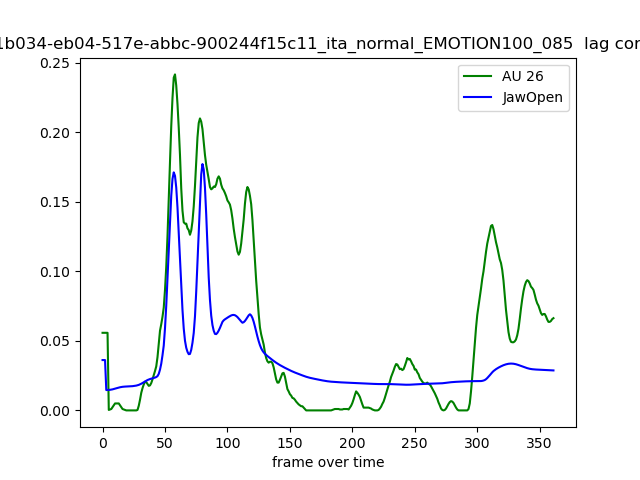 1b034-eb04-517e-abbc-900244f15c11_ita_normal_EMOTION100_085 lag cor
AU 26
JawOpen
0.25
0.20
0.15
0.10
0.05
0.00
0 50 100 150 200 250 300 350
frame over time